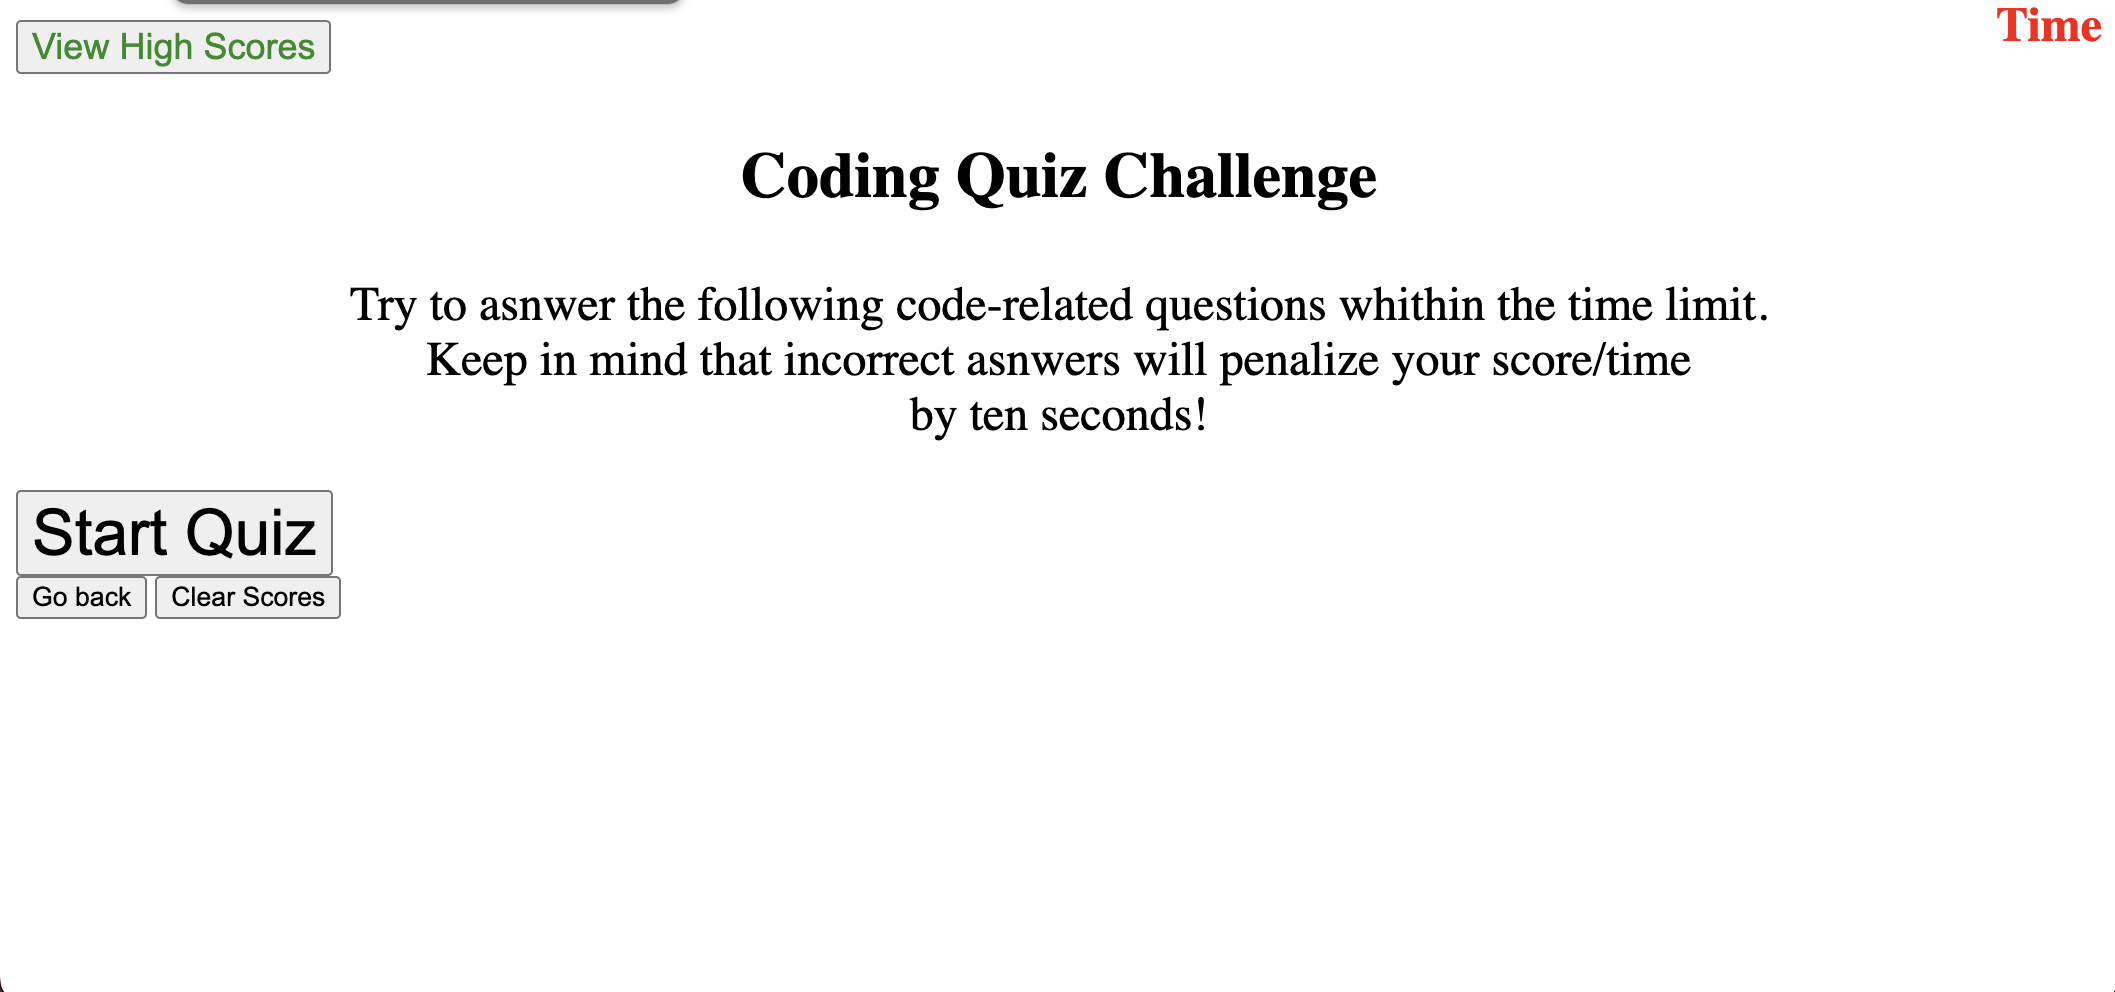 View High Scores
Time
Coding Quiz Challenge
Try to asnwer the following code-related questions whithin the time limit.
Keep in mind that incorrect asnwers will penalize your score/time
by ten seconds!
Start Quiz
Go back Clear Scores